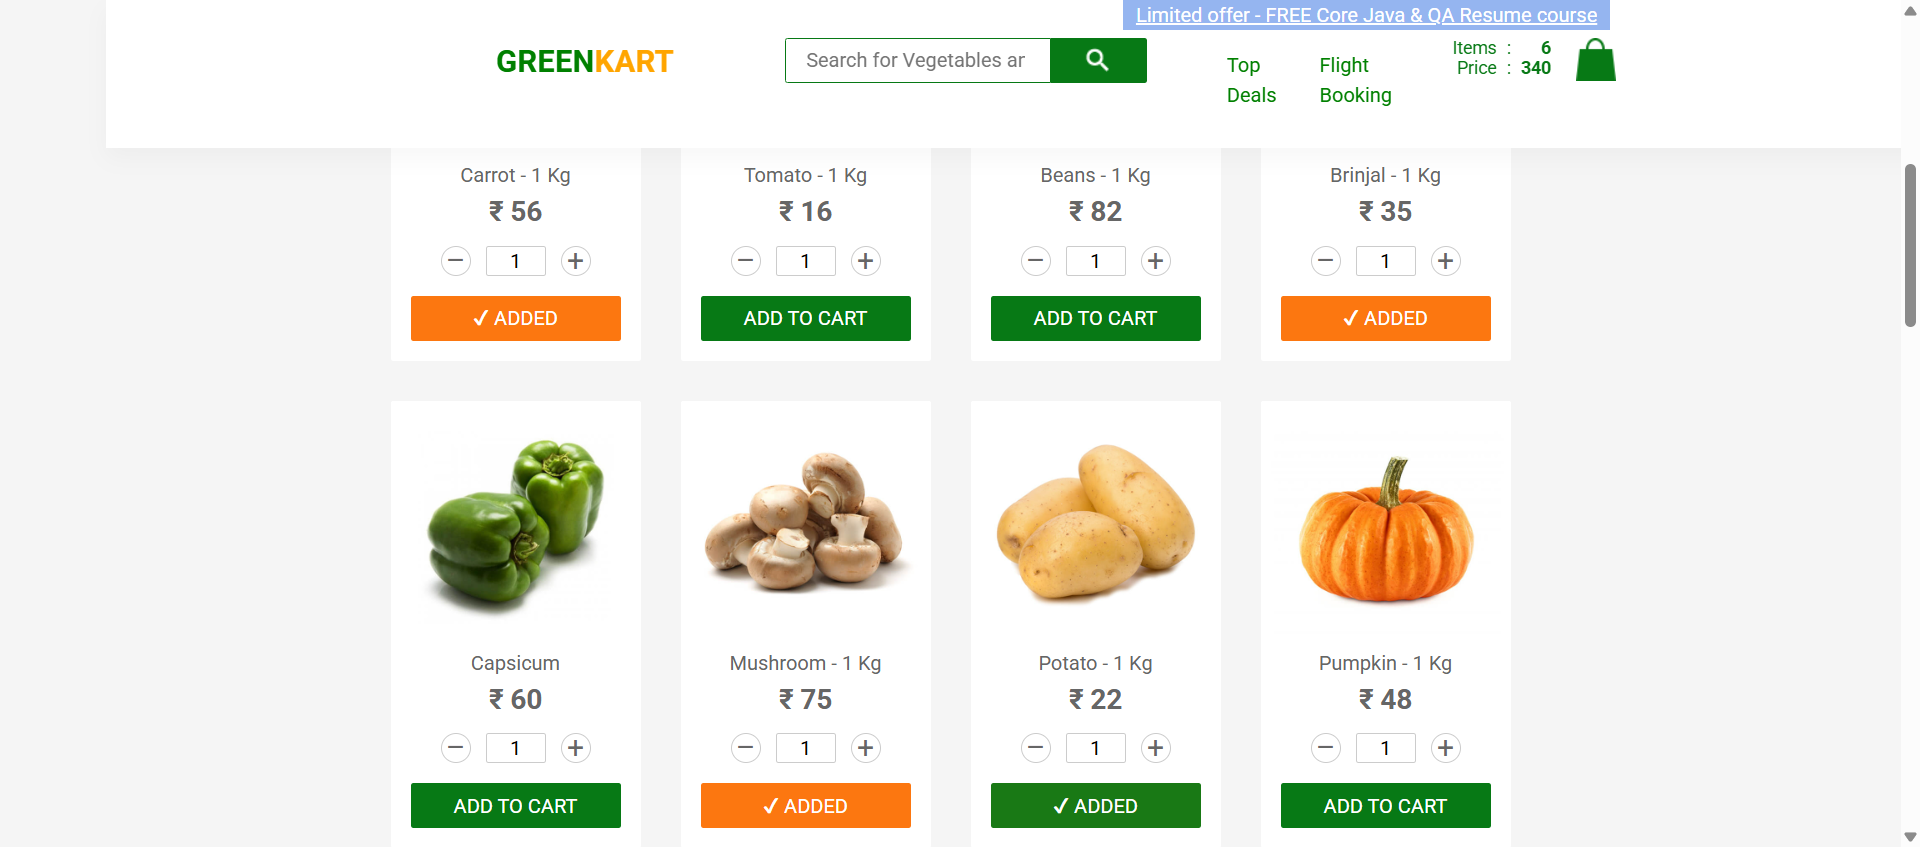 Limited offer - FREE Core Java & QA Resume course
GREENKART
Search for Vegetables ar
Top
Deals
Flight
Booking
Items : 6
Price : 340
Carrot - 1 Kg
₹ 56
− 1 +
✓ ADDED
Tomato - 1 Kg
₹ 16
− 1 +
ADD TO CART
Beans - 1 Kg
₹ 82
− 1 +
ADD TO CART
Brinjal - 1 Kg
₹ 35
− 1 +
✓ ADDED
Capsicum
₹ 60
− 1 +
ADD TO CART
Mushroom - 1 Kg
₹ 75
− 1 +
✓ ADDED
Potato - 1 Kg
₹ 22
− 1 +
✓ ADDED
Pumpkin - 1 Kg
₹ 48
− 1 +
ADD TO CART